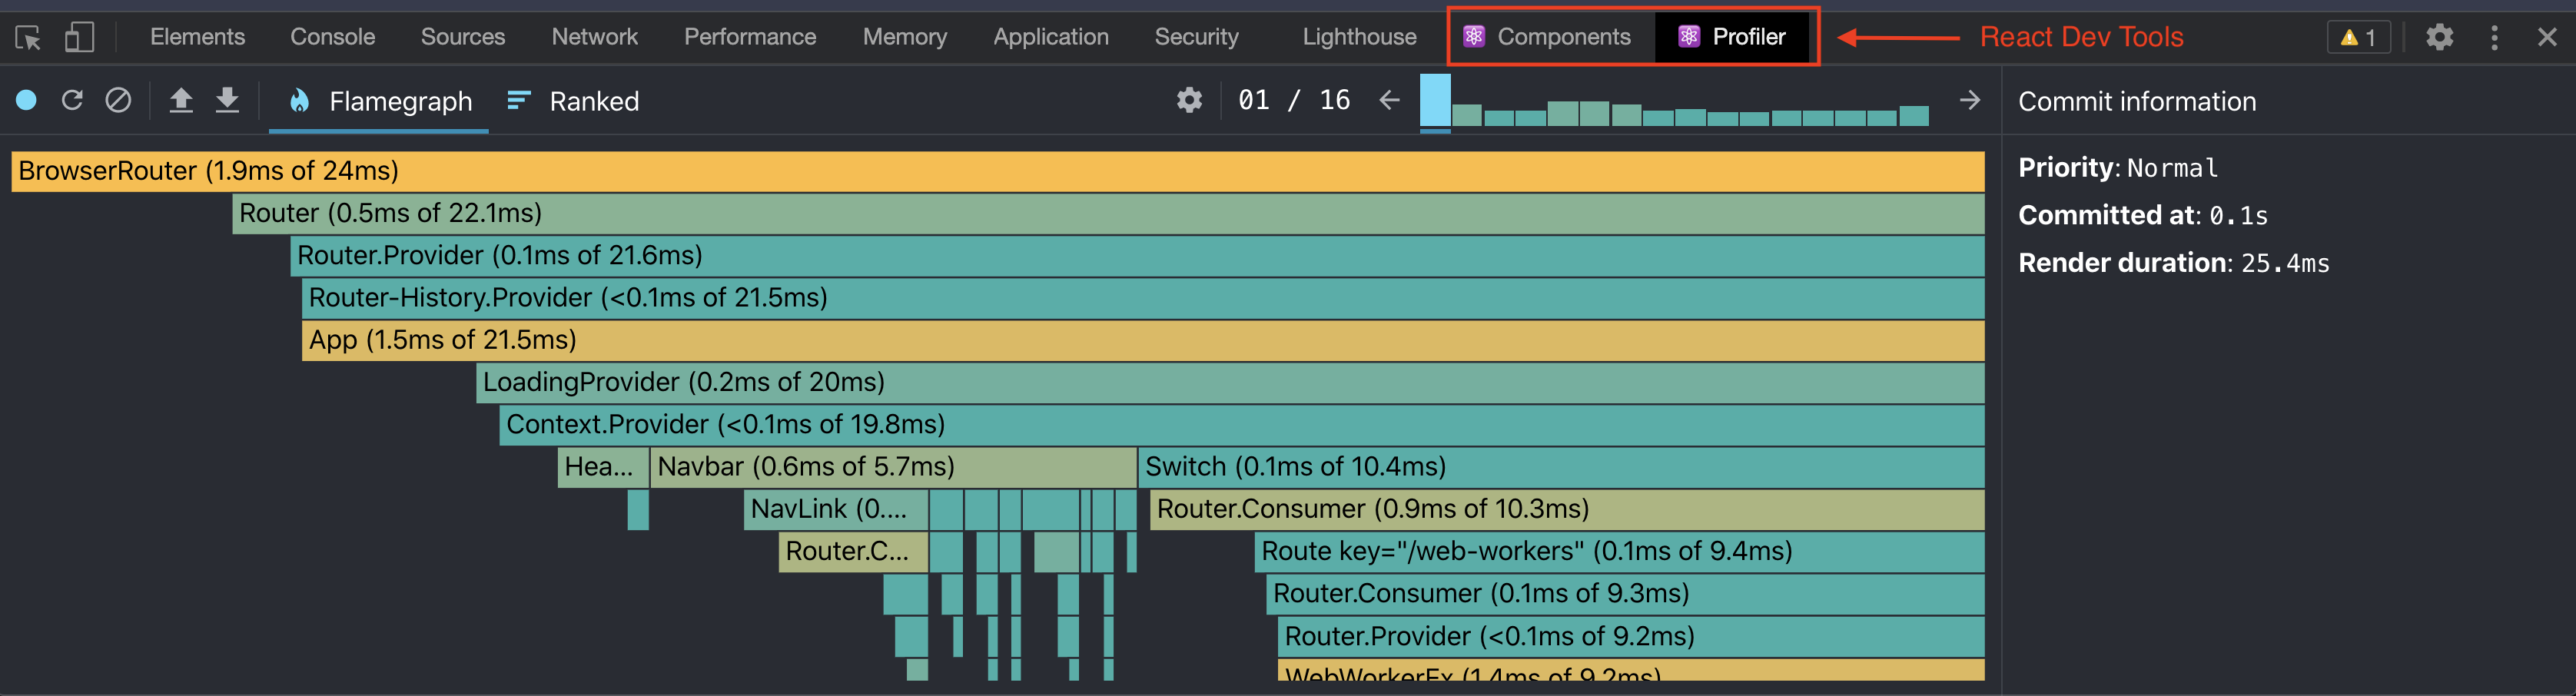 Elements Console Sources Network Performance Memory Application Security Lighthouse Components Profiler React Dev Tools 1
Flamegraph Ranked 01 / 16 Commit information
BrowserRouter (1.9ms of 24ms)
Router (0.5ms of 22.1ms)
Router.Provider (0.1ms of 21.6ms)
Router-History.Provider (<0.1ms of 21.5ms)
App (1.5ms of 21.5ms)
LoadingProvider (0.2ms of 20ms)
Context.Provider (<0.1ms of 19.8ms)
Hea... Navbar (0.6ms of 5.7ms) Switch (0.1ms of 10.4ms)
NavLink (0.... Router.Consumer (0.9ms of 10.3ms)
Router.C... Route key="/web-workers" (0.1ms of 9.4ms)
Router.Consumer (0.1ms of 9.3ms)
Router.Provider (<0.1ms of 9.2ms)
WebWorkerEx (1.4ms of 9.2ms)
Priority: Normal
Committed at: 0.1s
Render duration: 25.4ms